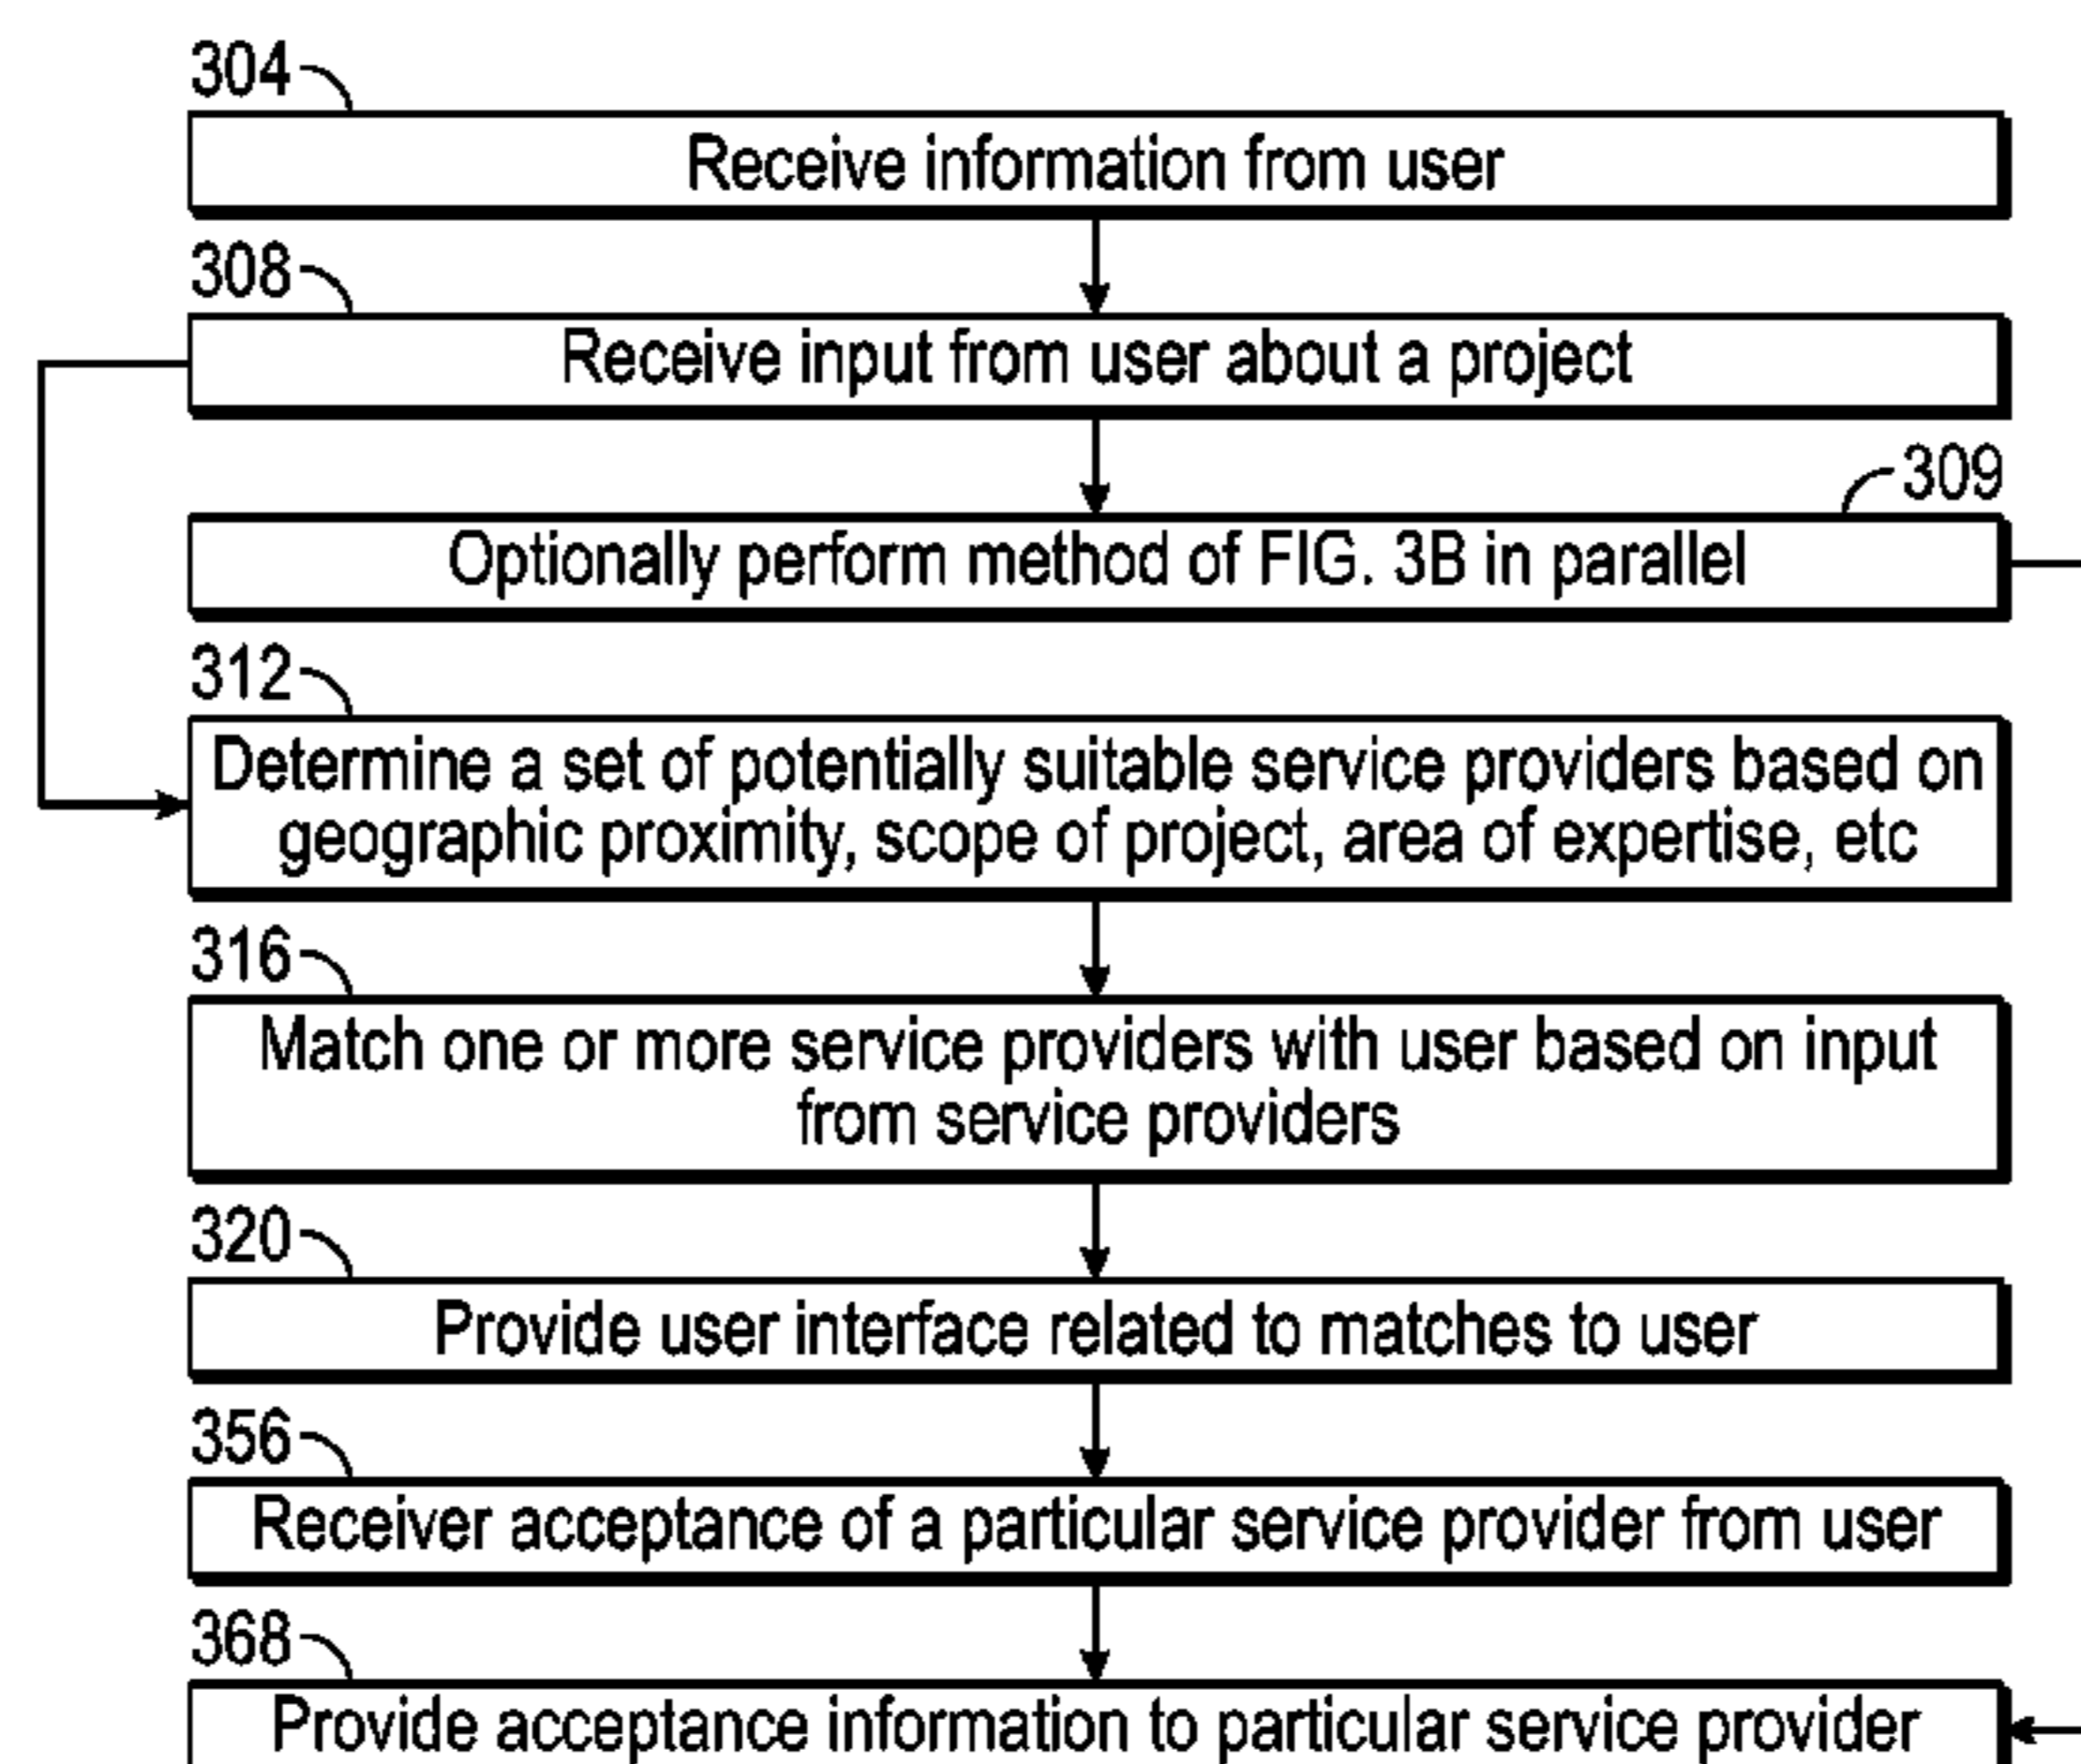 304
Receive information from user
308
Receive input from user about a project
309
Optionally perform method of FIG. 3B in parallel
312
Determine a set of potentially suitable service providers based on
geographic proximity, scope of project, area of expertise, etc
316
Match one or more service providers with user based on input
from service providers
320
Provide user interface related to matches to user
356
Receiver acceptance of a particular service provider from user
368
Provide acceptance information to particular service provider